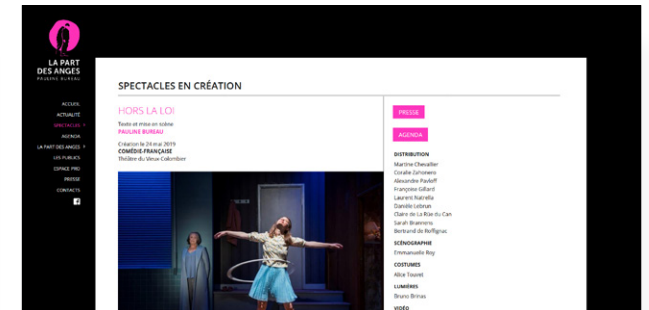 LA PART
DES ANGES
PAULINE BUREAU
ACCUEIL
ACTUALITÉ
SPECTACLES
AGENDA
LA PART DES ANGES
LES PUBLICS
ESPACE PRO
PRESSE
CONTACTS
SPECTACLES EN CRÉATION
HORS LA LOI
Texte et mise en scène
PAULINE BUREAU
Création le 24 mai 2019
COMÉDIE-FRANÇAISE
Théâtre du Vieux-Colombier
PRESSE
AGENDA
DISTRIBUTION
Martine Chevallier
Coralie Zahonero
Alexandre Pavloff
Françoise Gillard
Laurent Natrella
Danièle Lebrun
Claire de La Rüe du Can
Sarah Brannens
Bertrand de Roffignac
SCÉNOGRAPHIE
Emmanuelle Roy
COSTUMES
Alice Touvet
LUMIÈRES
Bruno Brinas
VIDÉO